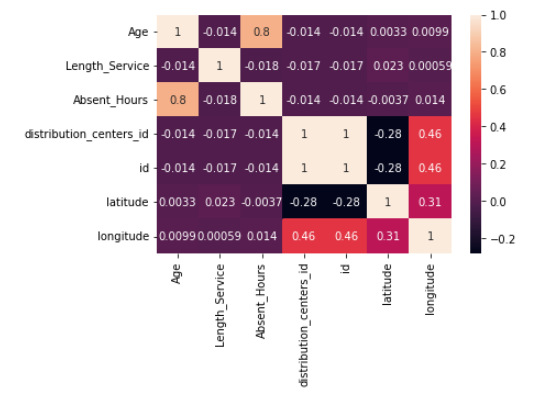 Age 1 -0.014 0.8 -0.014 -0.014 0.0033 0.0099
Length_Service -0.014 1 -0.018 -0.017 -0.017 0.023 0.00059
Absent_Hours 0.8 -0.018 1 -0.014 -0.014 -0.0037 0.014
distribution_centers_id -0.014 -0.017 -0.014 1 1 -0.28 0.46
id -0.014 -0.017 -0.014 1 1 -0.28 0.46
latitude 0.0033 0.023 -0.0037 -0.28 -0.28 1 0.31
longitude 0.0099 0.00059 0.014 0.46 0.46 0.31 1
Age
Length_Service
Absent_Hours
distribution_centers_id
id
latitude
longitude
1.0
0.8
0.6
0.4
0.2
0.0
-0.2